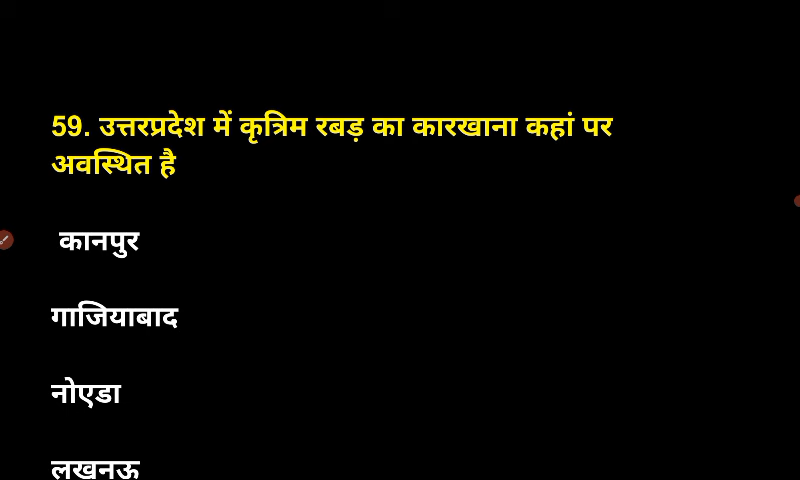 59. उत्तरप्रदेश में कृत्रिम रबड़ का कारखाना कहां पर
अवस्थित है
कानपुर
गाजियाबाद
नोएडा
लखनऊ